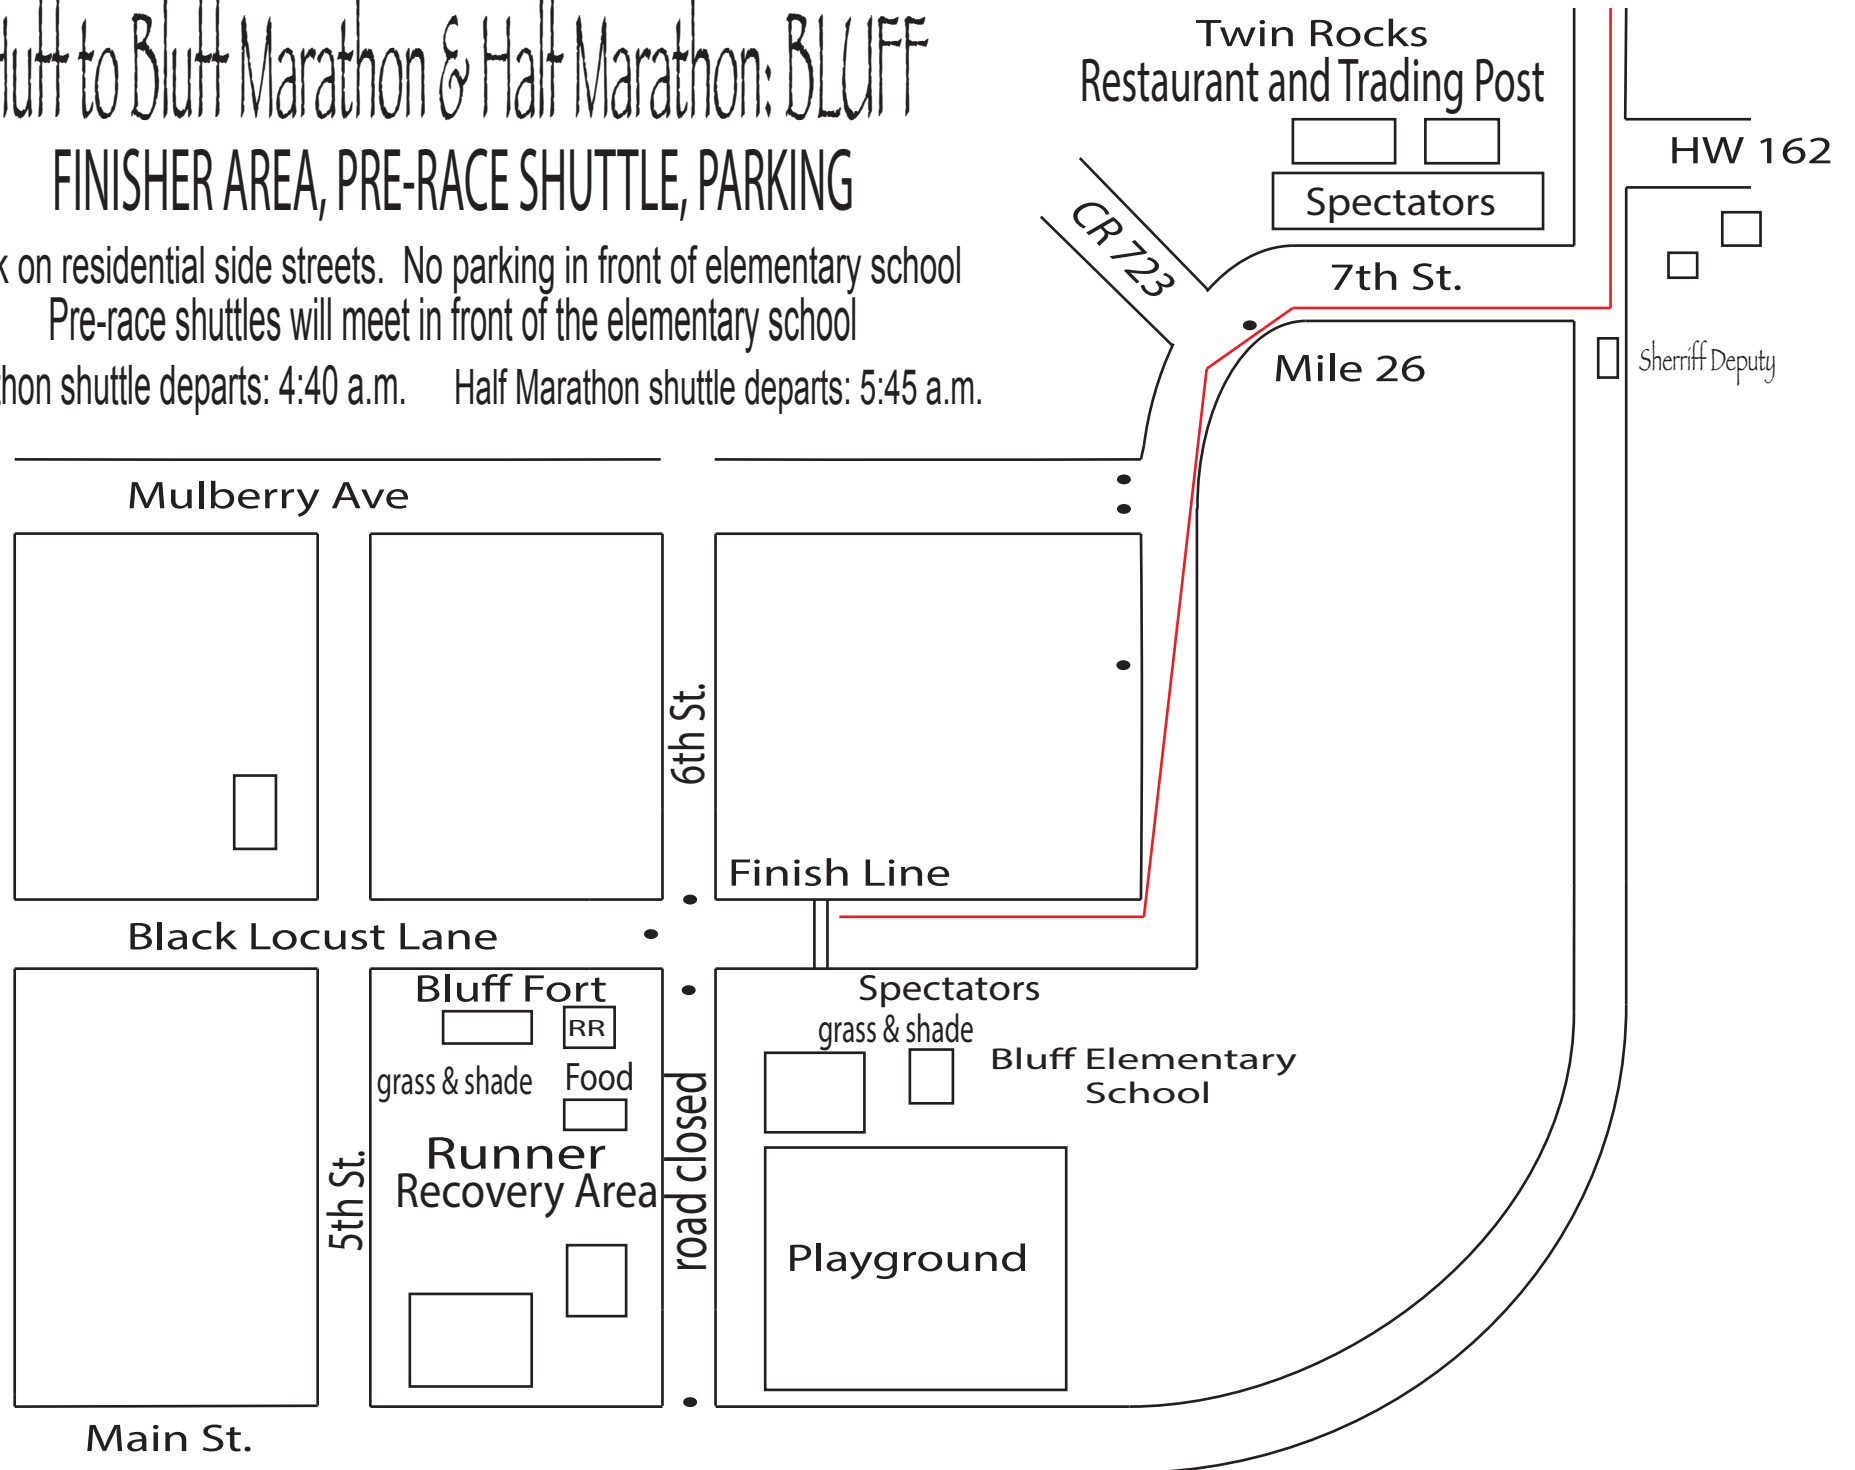 to Bluff Marathon & Half Marathon: BLUFF
FINISHER AREA, PRE-RACE SHUTTLE, PARKING
on residential side streets. No parking in front of elementary school
Pre-race shuttles will meet in front of the elementary school
shuttle departs: 4:40 a.m. Half Marathon shuttle departs: 5:45 a.m.
Twin Rocks
Restaurant and Trading Post
HW 162
Spectators
CR 723
7th St.
Mile 26
Sherriff Deputy
Mulberry Ave
6th St.
Finish Line
Black Locust Lane
Bluff Fort
RR
grass & shade
Food
Runner
Recovery Area
5th St.
road closed
Spectators
grass & shade
Bluff Elementary
School
Playground
Main St.